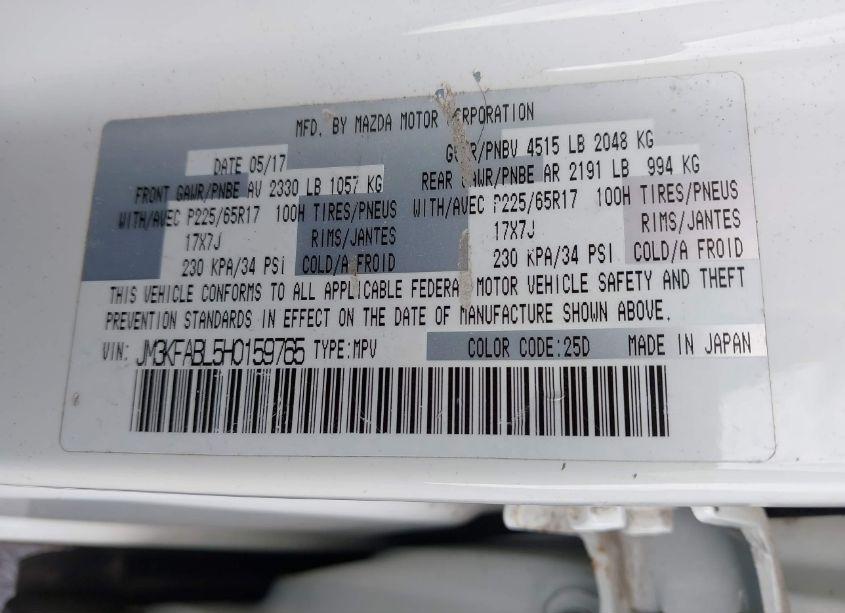 MFD. BY MAZDA MOTOR CORPORATION
DATE 05/17 GVWR/PNBV 4515 LB 2048 KG
FRONT GAWR/PNBE AV 2330 LB 1057 KG REAR GAWR/PNBE AR 2191 LB 994 KG
WITH/AVEC P225/65R17 100H TIRES/PNEUS WITH/AVEC P225/65R17 100H TIRES/PNEUS
17X7J RIMS/JANTES 17X7J RIMS/JANTES
230 KPA/34 PSI COLD/A FROID 230 KPA/34 PSI COLD/A FROID
THIS VEHICLE CONFORMS TO ALL APPLICABLE FEDERAL MOTOR VEHICLE SAFETY AND THEFT
PREVENTION STANDARDS IN EFFECT ON THE DATE OF MANUFACTURE SHOWN ABOVE.
VIN: JM3KFABL5H0159765 TYPE:MPV COLOR CODE:25D MADE IN JAPAN